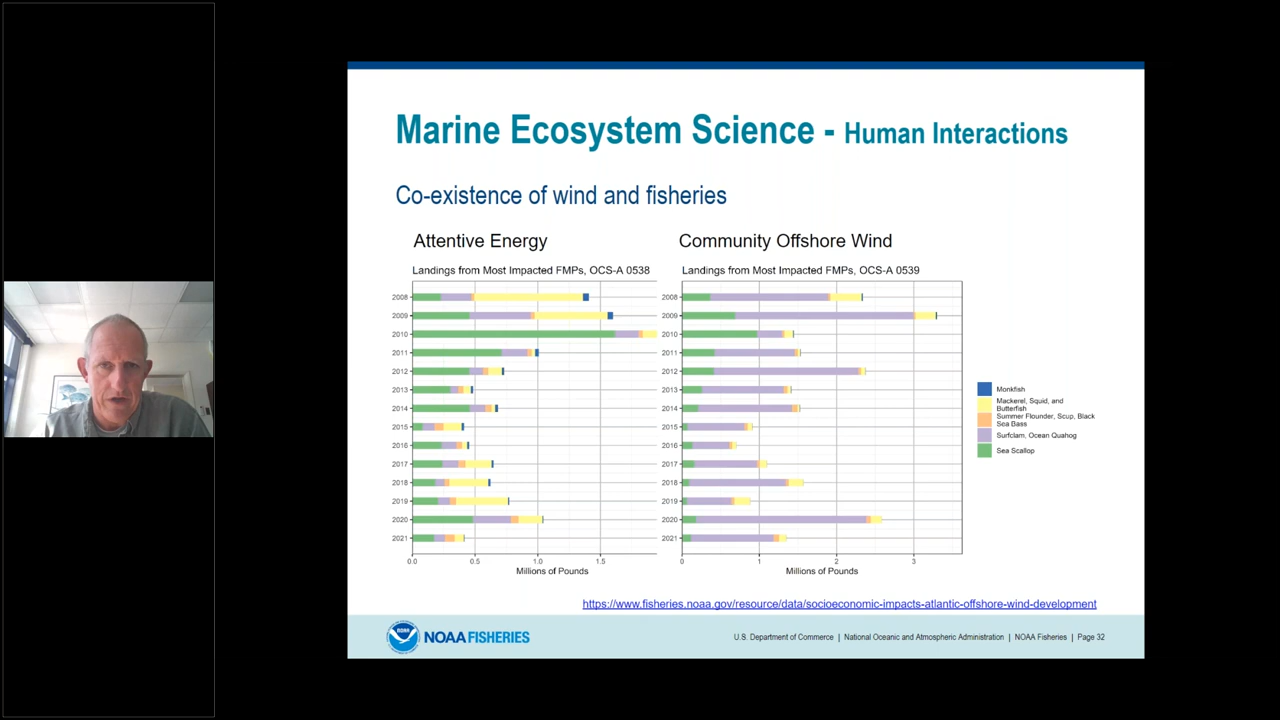 Marine Ecosystem Science - Human Interactions
Co-existence of wind and fisheries
Attentive Energy
Landings from Most Impacted FMPs, OCS-A 0538
2008
2009
2010
2011
2012
2013
2014
2015
2016
2017
2018
2019
2020
2021
0.0 0.5 1.0 1.5
Millions of Pounds
Community Offshore Wind
Landings from Most Impacted FMPs, OCS-A 0539
2008
2009
2010
2011
2012
2013
2014
2015
2016
2017
2018
2019
2020
2021
0 1 2 3
Millions of Pounds
Monkfish
Mackerel, Squid, and
Butterfish
Summer Flounder, Scup, Black
Sea Bass
Surfclam, Ocean Quahog
Sea Scallop
https://www.fisheries.noaa.gov/resource/data/socioeconomic-impacts-atlantic-offshore-wind-development
NOAA
NOAA FISHERIES
U.S. Department of Commerce | National Oceanic and Atmospheric Administration | NOAA Fisheries | Page 32